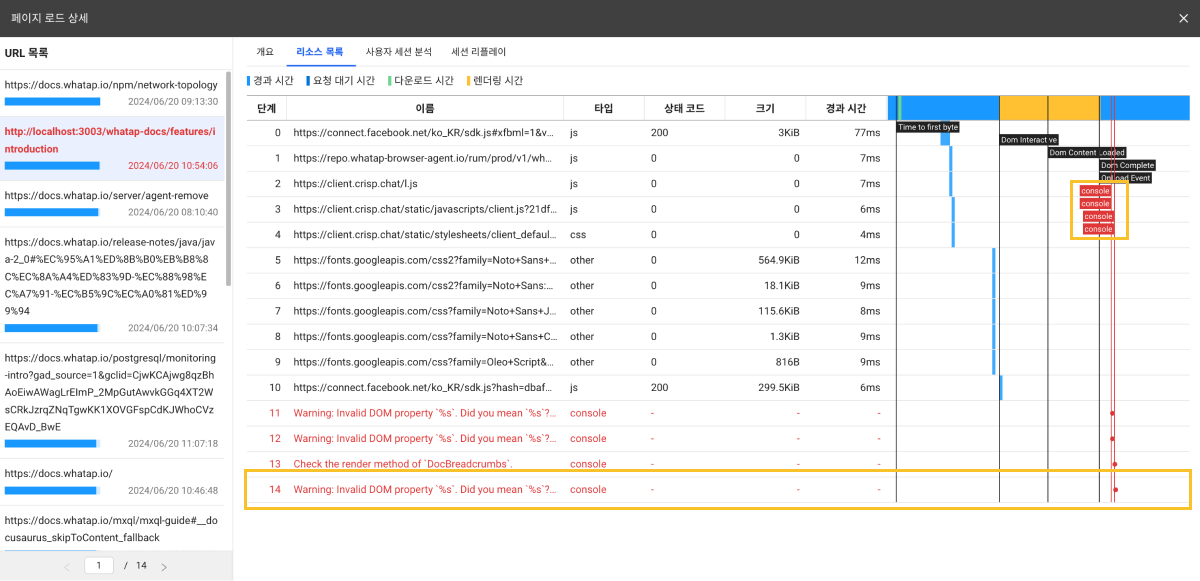 페이지 로드 상세
URL 목록
https://docs.whatap.io/npm/network-topology
2024/06/20 09:13:30
http://localhost:3003/whatap-docs/features/i
ntroduction
2024/06/20 10:54:06
https://docs.whatap.io/server/agent-remove
2024/06/20 08:10:40
https://docs.whatap.io/release-notes/java/jav
a-2_0#%EC%95%A1%ED%8B%B0%EB%B8%8
C%EC%8A%A4%ED%83%9D-%EC%88%98%E
C%A7%91-%EC%B5%9C%EC%A0%81%ED%9
9%94
2024/06/20 10:07:34
https://docs.whatap.io/postgresql/monitoring
-intro?gad_source=1&gclid=CjwKCAjwg8qzBh
AoEiwAWagLrElmP_2MpGutAwvkGGq4XT2W
sCRkJzrqZNqTgwKK1XOVGFspCdKJWhoCVz
EQAvD_BwE
2024/06/20 11:07:18
https://docs.whatap.io/
2024/06/20 10:46:48
https://docs.whatap.io/mxql/mxql-guide#__do
cusaurus_skipToContent_fallback
1 / 14
개요 리소스 목록 사용자 세션 분석 세션 리플레이
경과 시간 요청 대기 시간 다운로드 시간 렌더링 시간
단계 이름 타입 상태 코드 크기 경과 시간
0 https://connect.facebook.net/ko_KR/sdk.js#xfbml=1&v... js 200 3KiB 77ms
1 https://repo.whatap-browser-agent.io/rum/prod/v1/wh... js 0 0 7ms
2 https://client.crisp.chat/l.js js 0 0 7ms
3 https://client.crisp.chat/static/javascripts/client.js?21df... js 0 0 6ms
4 https://client.crisp.chat/static/stylesheets/client_defaul... css 0 0 4ms
5 https://fonts.googleapis.com/css2?family=Noto+Sans+... other 0 564.9KiB 12ms
6 https://fonts.googleapis.com/css2?family=Noto+Sans:... other 0 18.1KiB 9ms
7 https://fonts.googleapis.com/css?family=Noto+Sans+J... other 0 115.6KiB 8ms
8 https://fonts.googleapis.com/css?family=Noto+Sans+C... other 0 1.3KiB 9ms
9 https://fonts.googleapis.com/css?family=Oleo+Script&... other 0 816B 9ms
10 https://connect.facebook.net/ko_KR/sdk.js?hash=dbaf... js 200 299.5KiB 6ms
11 Warning: Invalid DOM property `%s`. Did you mean `%s`?... console - - -
12 Warning: Invalid DOM property `%s`. Did you mean `%s`?... console - - -
13 Check the render method of `DocBreadcrumbs`. console - - -
14 Warning: Invalid DOM property `%s`. Did you mean `%s`?... console - - -
Time to first byte
Dom Interactive
Dom Content Loaded
Dom Complete
OnLoad Event
console
console
console
console